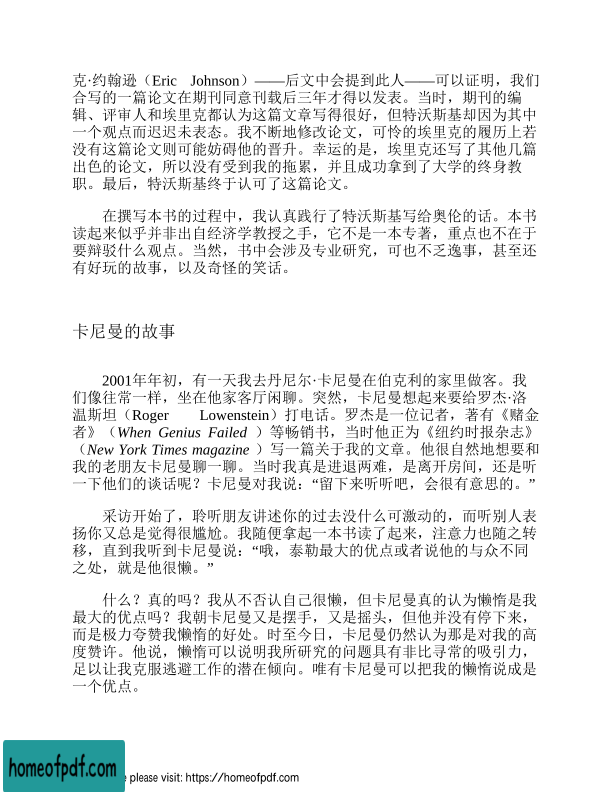 克·约翰逊（Eric Johnson）——后文中会提到此人——可以证明，我们
合写的一篇论文在期刊同意刊载后三年才得以发表。当时，期刊的编
辑、评审人和埃里克都认为这篇文章写得很好，但特沃斯基却因为其中
一个观点而迟迟未表态。我不断地修改论文，可怜的埃里克的履历上若
没有这篇论文则可能妨碍他的晋升。幸运的是，埃里克还写了其他几篇
出色的论文，所以没有受到我的拖累，并且成功拿到了大学的终身教
职。最后，特沃斯基终于认可了这篇论文。
在撰写本书的过程中，我认真践行了特沃斯基写给奥伦的话。本书
读起来似乎并非出自经济学教授之手，它不是一本专著，重点也不在于
要辩驳什么观点。当然，书中会涉及专业研究，可也不乏逸事，甚至还
有好玩的故事，以及奇怪的笑话。
卡尼曼的故事
2001年年初，有一天我去丹尼尔·卡尼曼在伯克利的家里做客。我
们像往常一样，坐在他家客厅闲聊。突然，卡尼曼想起来要给罗杰·洛
温斯坦（Roger Lowenstein）打电话。罗杰是一位记者，著有《赌金
者》（When Genius Failed ）等畅销书，当时他正为《纽约时报杂志》
（New York Times magazine ）写一篇关于我的文章。他很自然地想要和
我的老朋友卡尼曼聊一聊。当时我真是进退两难，是离开房间，还是听
一下他们的谈话呢？卡尼曼对我说：“留下来听听吧，会很有意思的。”
采访开始了，聆听朋友讲述你的过去没什么可激动的，而听别人表
扬你又总是觉得很尴尬。我随便拿起一本书读了起来，注意力也随之转
移，直到我听到卡尼曼说：“哦，泰勒最大的优点或者说他的与众不同
之处，就是他很懒。”
什么？真的吗？我从不否认自己很懒，但卡尼曼真的认为懒惰是我
最大的优点吗？我朝卡尼曼又是摆手，又是摇头，但他并没有停下来，
而是极力夸赞我懒惰的好处。时至今日，卡尼曼仍然认为那是对我的高
度赞许。他说，懒惰可以说明我所研究的问题具有非比寻常的吸引力，
足以让我克服逃避工作的潜在倾向。唯有卡尼曼可以把我的懒惰说成是
一个优点。
homeofpdf.com
e please visit: https://homeofpdf.com